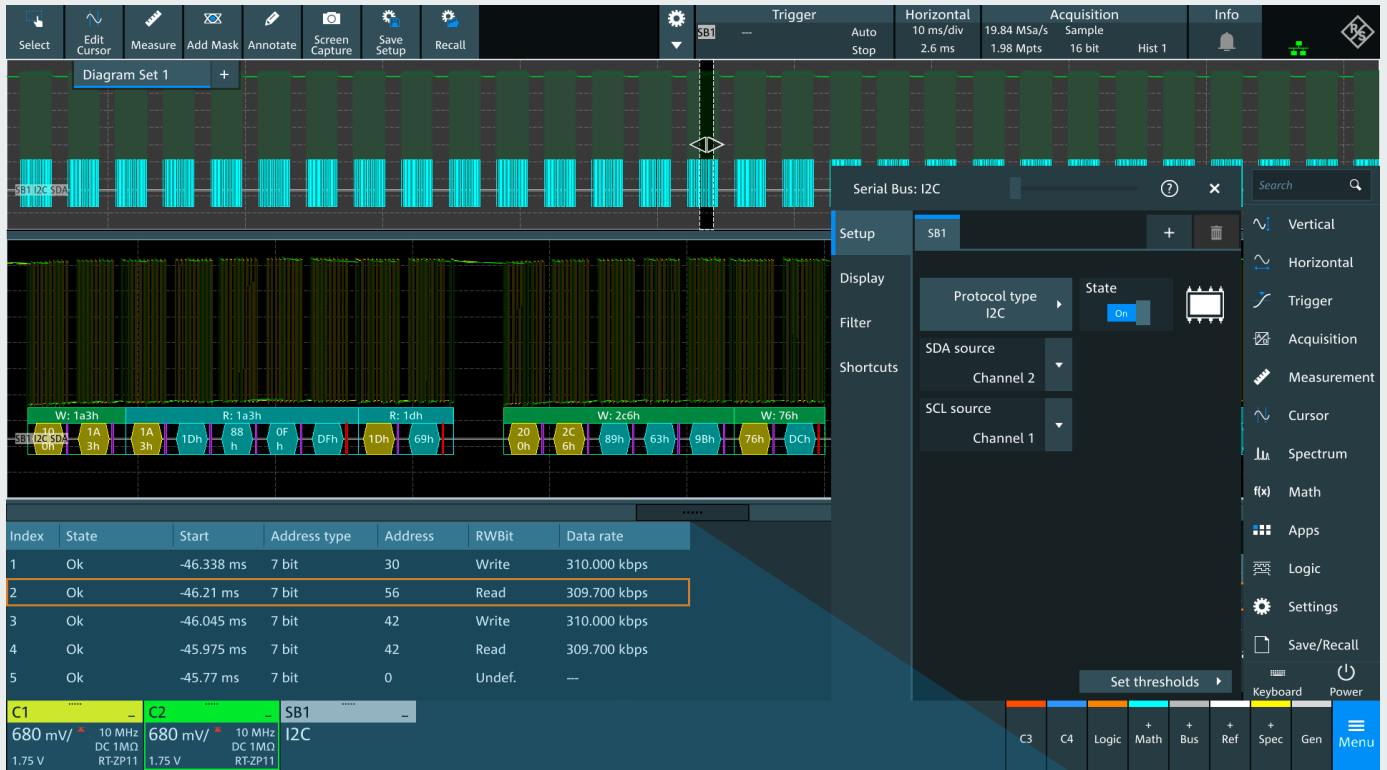 Select
Edit Cursor
Measure
Add Mask
Annotate
Screen Capture
Save Setup
Recall
SB1
---
Trigger
Auto
Stop
Horizontal
10 ms/div
2.6 ms
Acquisition
19.84 MSa/s Sample
1.98 Mpts 16 bit Hist 1
Info
R&S
Diagram Set 1 +
SB1 I2C SDA
W: 1a3h R: 1a3h R: 1dh W: 2c6h W: 76h
SB1 I2C SDA
100h 1A3h 1A3h 1Dh 88h 0Fh DFh 1Dh 69h 200h 2C6h 89h 63h 9Bh 76h DCh
Index State Start Address type Address RWBit Data rate
1 Ok -46.338 ms 7 bit 30 Write 310.000 kbps
2 Ok -46.21 ms 7 bit 56 Read 309.700 kbps
3 Ok -46.045 ms 7 bit 42 Write 310.000 kbps
4 Ok -45.975 ms 7 bit 42 Read 309.700 kbps
5 Ok -45.77 ms 7 bit 0 Undef. ---
Serial Bus: I2C ? ×
Setup
Display
Filter
Shortcuts
SB1 +
Protocol type
I2C
State
On
SDA source
Channel 2
SCL source
Channel 1
Set thresholds
Search
Vertical
Horizontal
Trigger
Acquisition
Measurement
Cursor
Spectrum
f(x) Math
Apps
Logic
Settings
Save/Recall
Keyboard Power
C1
680 mV/ 10 MHz
DC 1MΩ
1.75 V RT-ZP11
C2
680 mV/ 10 MHz
DC 1MΩ
1.75 V RT-ZP11
SB1
I2C
C3
C4
Logic
+ Math
+ Bus
+ Ref
+ Spec
Gen
Menu